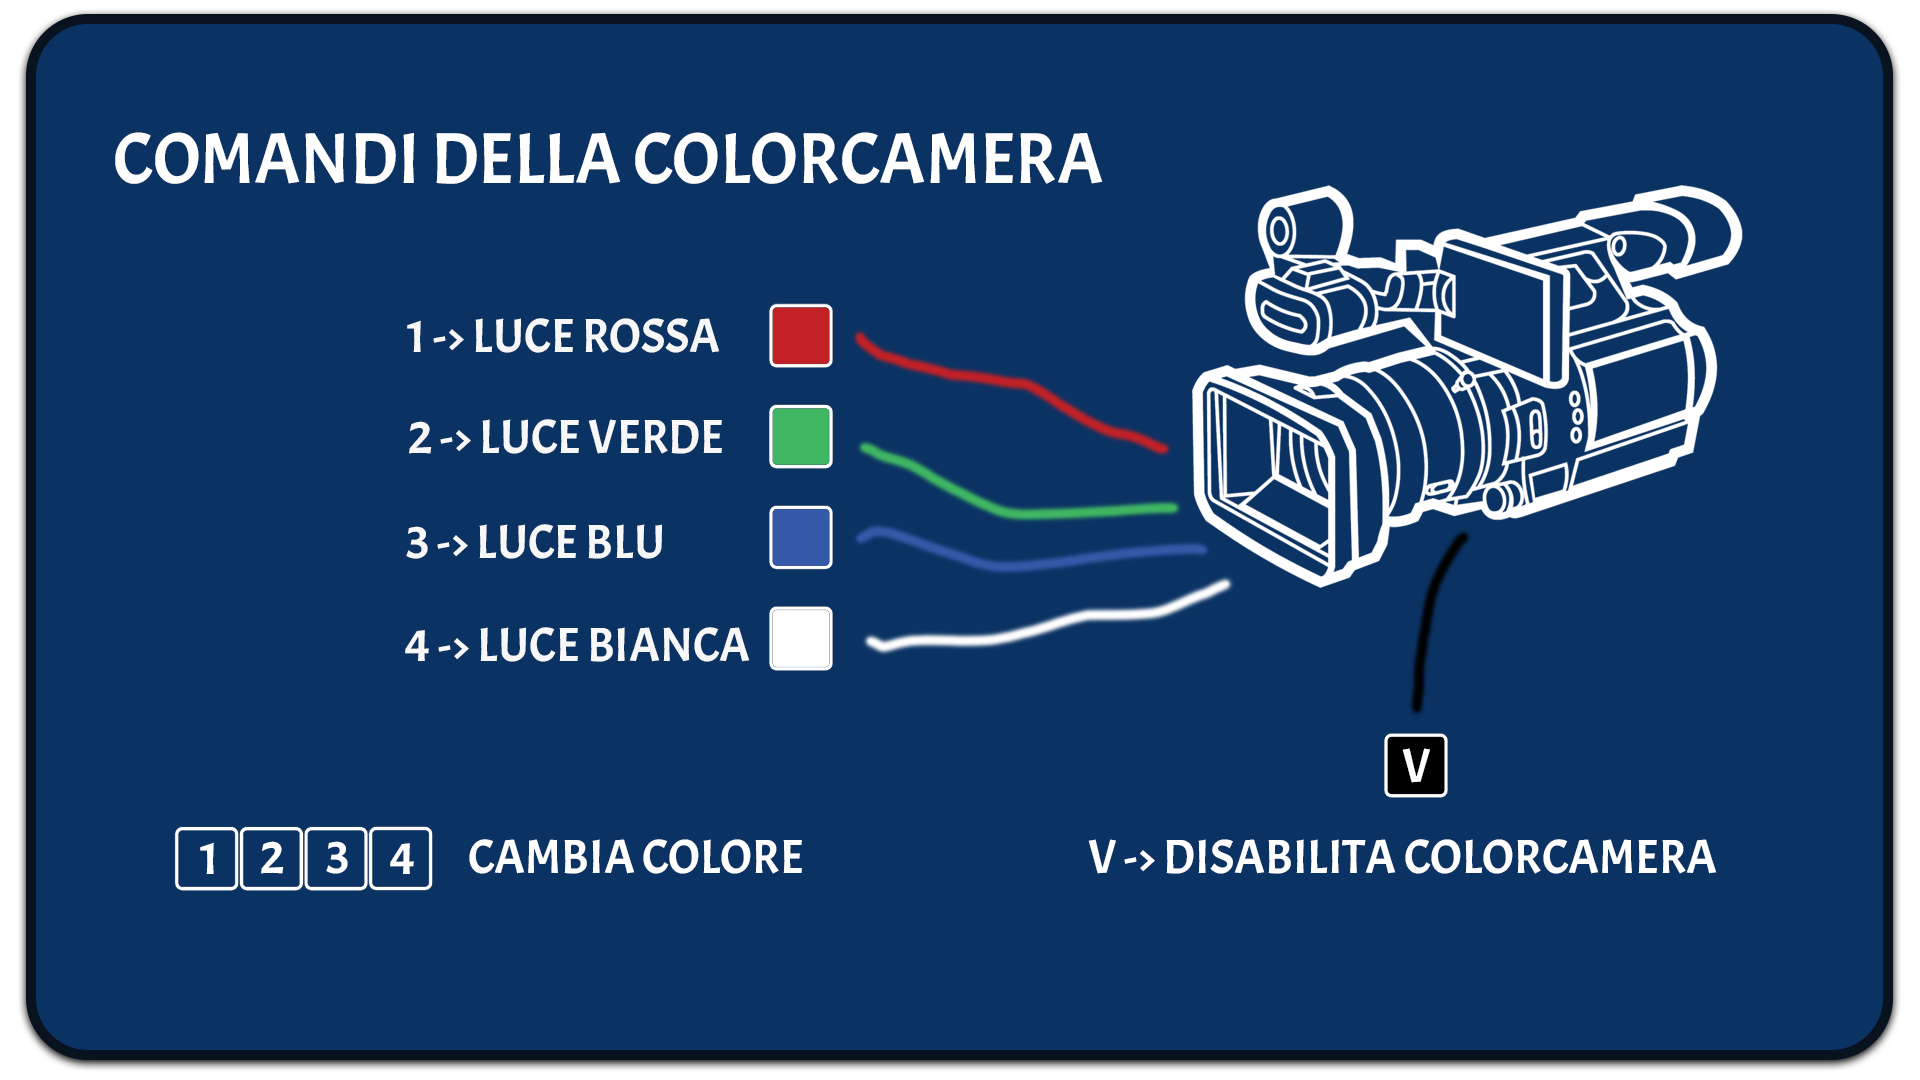 COMANDI DELLA COLORCAMERA
1 -> LUCE ROSSA
2 -> LUCE VERDE
3 -> LUCE BLU
4 -> LUCE BIANCA
V
1 2 3 4 CAMBIA COLORE
V -> DISABILITA COLORCAMERA